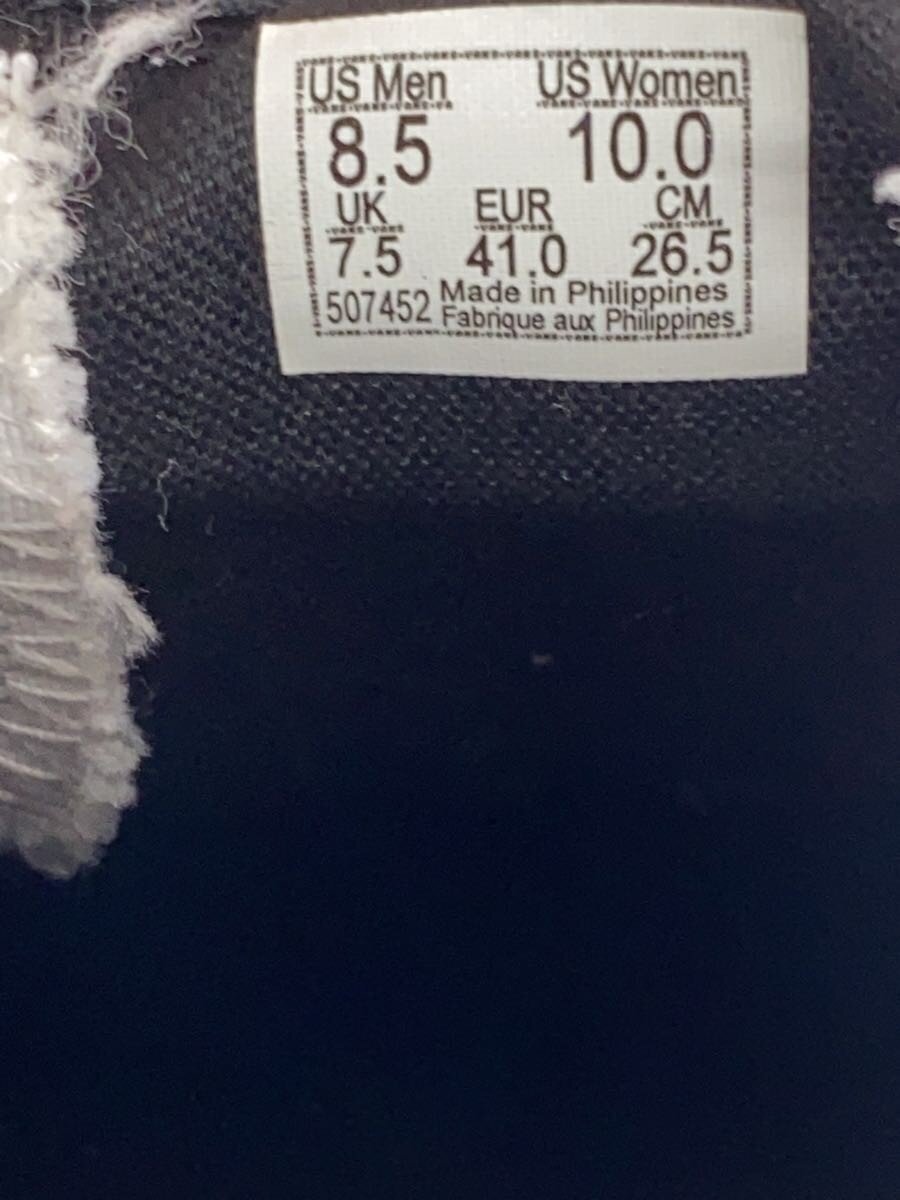 US Men US Women
8.5 10.0
UK EUR CM
7.5 41.0 26.5
507452 Made in Philippines
Fabrique aux Philippines